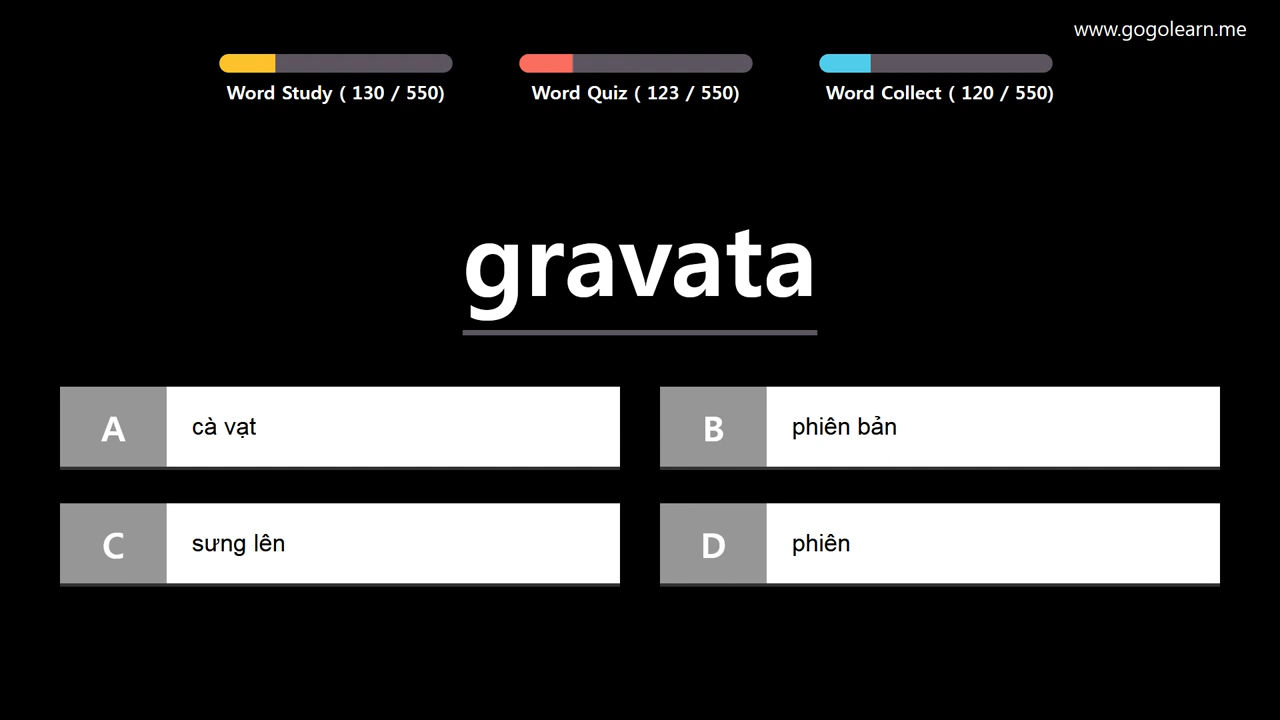 www.gogolearn.me
Word Study ( 130 / 550)
Word Quiz ( 123 / 550)
Word Collect ( 120 / 550)
gravata
A
cà vạt
B
phiên bản
C
sưng lên
D
phiên